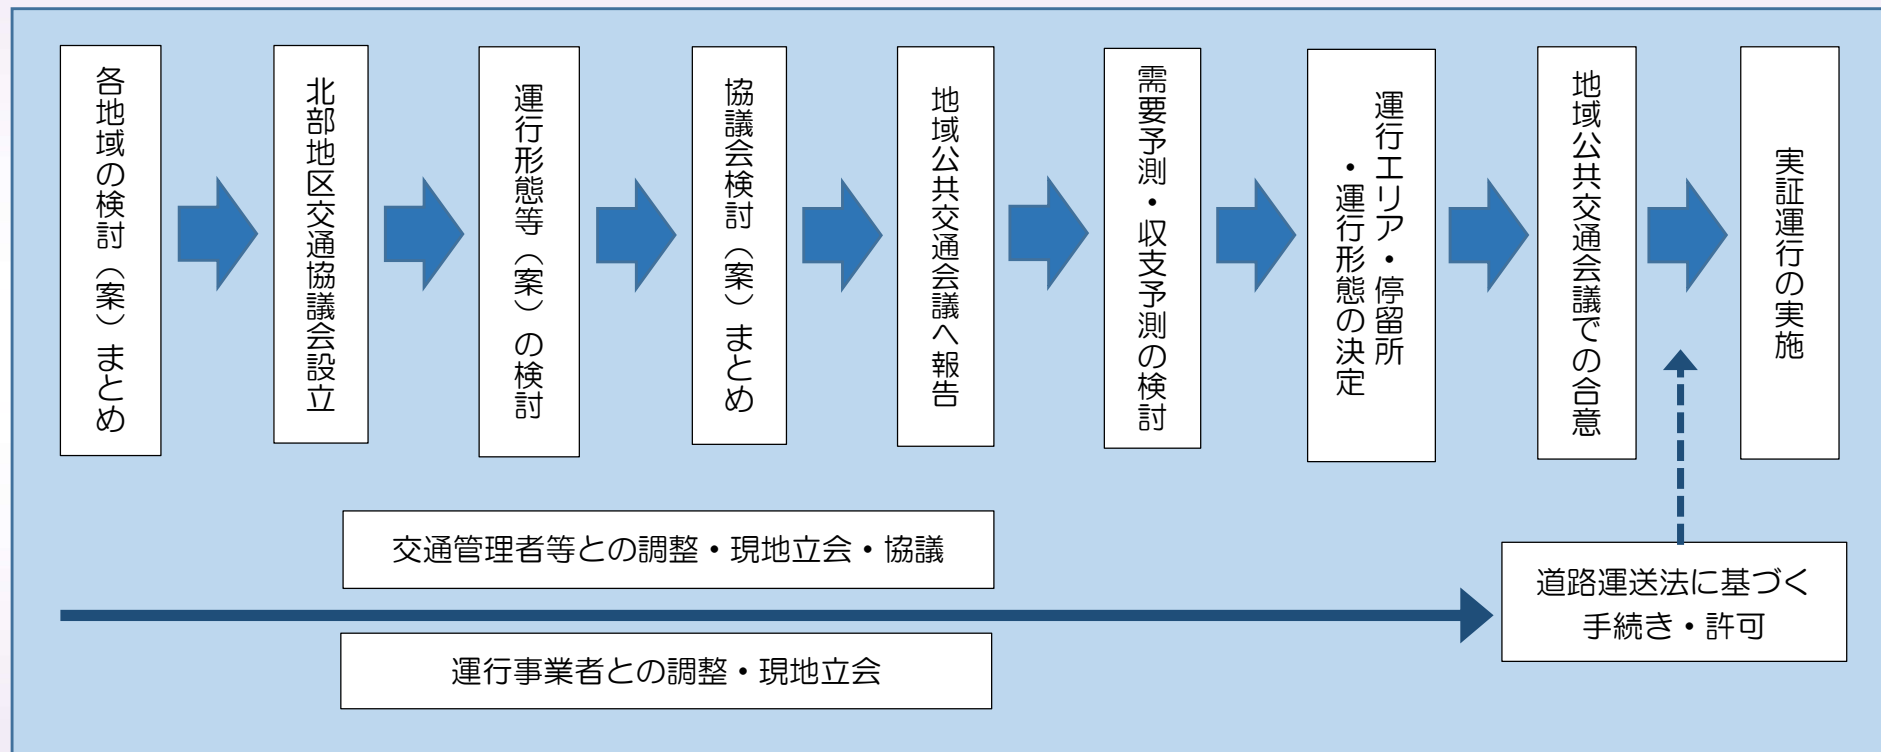 各地域の検討（案）まとめ
北部地区交通協議会設立
運行形態等（案）の検討
協議会検討（案）まとめ
地域公共交通会議へ報告
需要予測・収支予測の検討
運行エリア・停留所
・運行形態の決定
地域公共交通会議での合意
実証運行の実施
交通管理者等との調整・現地立会・協議
運行事業者との調整・現地立会
道路運送法に基づく
手続き・許可